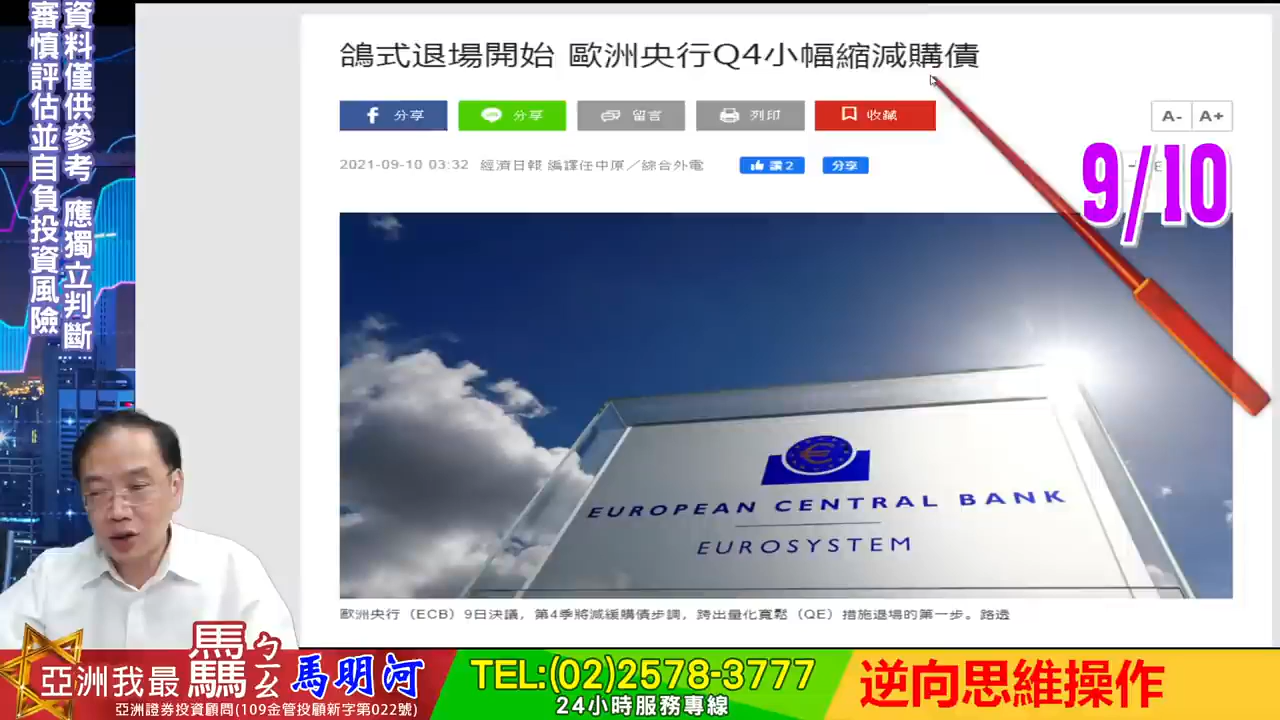 資料僅供參考 應獨立判斷
審慎評估並自負投資風險
鴿式退場開始 歐洲央行Q4小幅縮減購債
分享
分享
留言
列印
收藏
A- A+
2021-09-10 03:32 經濟日報 編譯任中原／綜合外電
讚 2
分享
9/10
EUROPEAN CENTRAL BANK
EUROSYSTEM
歐洲央行（ECB）9日決議，第4季將減緩購債步調，跨出量化寬鬆（QE）措施退場的第一步。路透
亞洲我最驫ㄅㄧㄠ馬明河
亞洲證券投資顧問(109金管投顧新字第022號)
TEL:(02)2578-3777
24小時服務專線
逆向思維操作